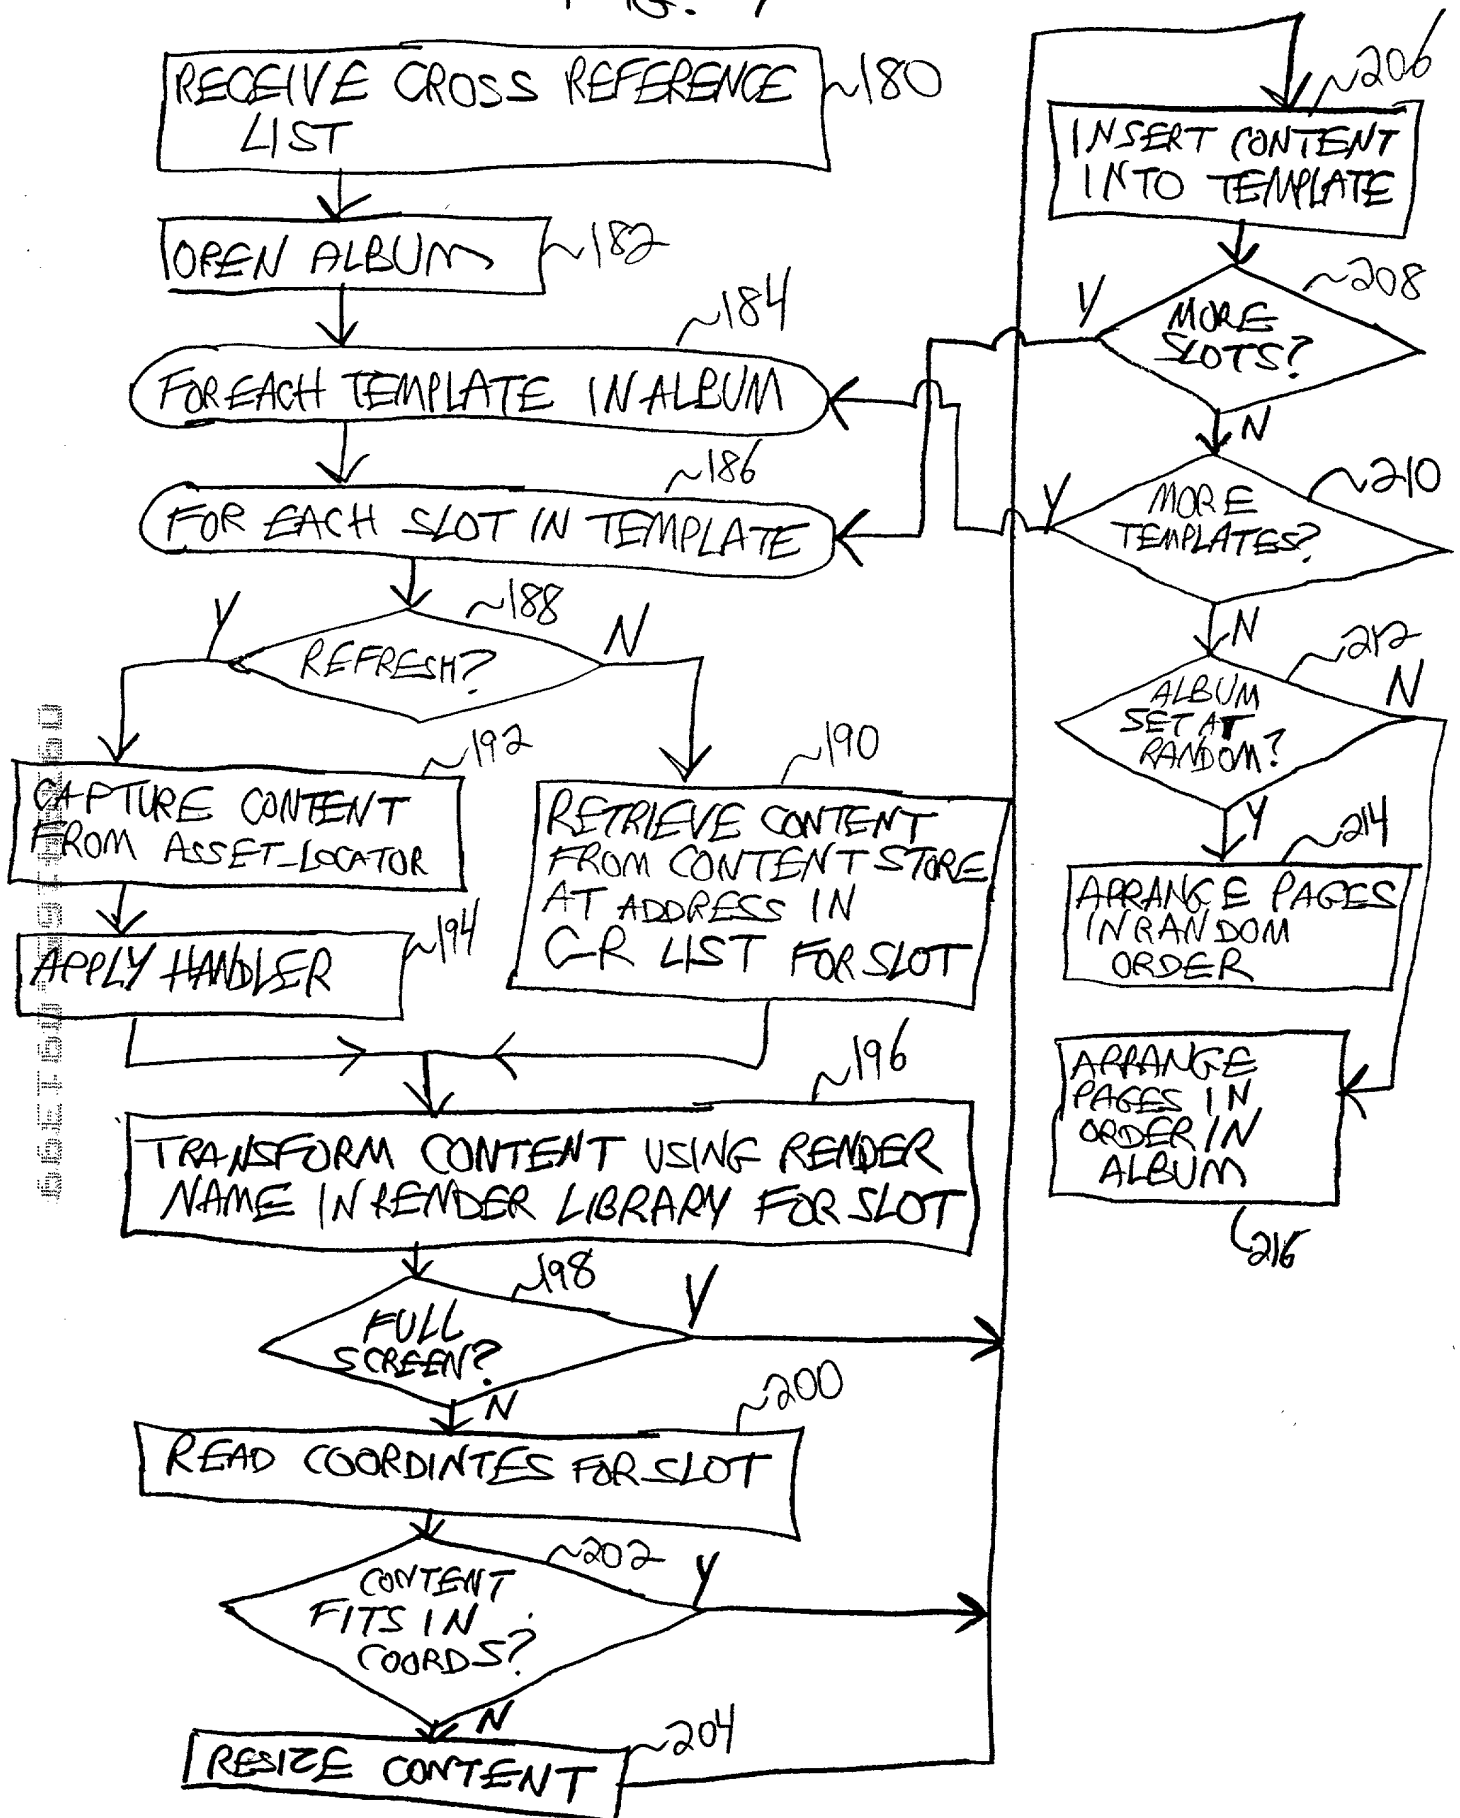 FIG. 7
RECEIVE CROSS REFERENCE
LIST
~180
OPEN ALBUM
~182
~184
FOR EACH TEMPLATE IN ALBUM
~186
FOR EACH SLOT IN TEMPLATE
~188
Y
REFRESH?
N
~192
CAPTURE CONTENT
FROM ASSET-LOCATOR
~194
APPLY HANDLER
~190
RETRIEVE CONTENT
FROM CONTENT STORE
AT ADDRESS IN
C-R LIST FOR SLOT
~196
TRANSFORM CONTENT USING RENDER
NAME IN RENDER LIBRARY FOR SLOT
~198
FULL
SCREEN?
Y
N
~200
READ COORDINTES FOR SLOT
~202
CONTENT
FITS IN
COORDS?
Y
N
~204
RESIZE CONTENT
~206
INSERT CONTENT
INTO TEMPLATE
~208
Y
MORE
SLOTS?
N
~210
Y
MORE
TEMPLATES?
N
~212
ALBUM
SET AT
RANDOM?
N
Y
~214
ARRANGE PAGES
IN RANDOM
ORDER
ARRANGE
PAGES IN
ORDER IN
ALBUM
216